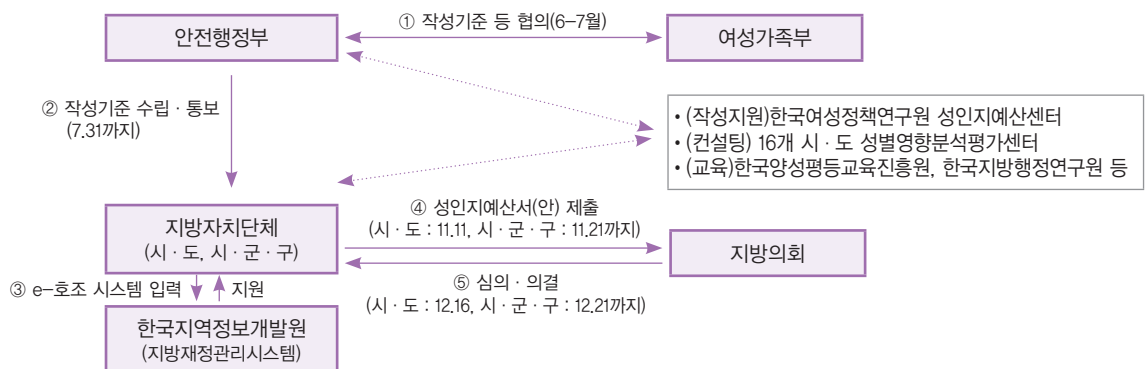 ① 작성기준 등 협의(6-7월)
안전행정부
여성가족부
② 작성기준 수립 · 통보
(7.31까지)
• (작성지원)한국여성정책연구원 성인지예산센터
• (컨설팅) 16개 시 · 도 성별영향분석평가센터
• (교육)한국양성평등교육진흥원, 한국지방행정연구원 등
지방자치단체
(시 · 도, 시 · 군 · 구)
④ 성인지예산서(안) 제출
(시 · 도 : 11.11, 시 · 군 · 구 : 11.21까지)
지방의회
⑤ 심의 · 의결
(시 · 도 : 12.16, 시 · 군 · 구 : 12.21까지)
③ e-호조 시스템 입력
지원
한국지역정보개발원
(지방재정관리시스템)